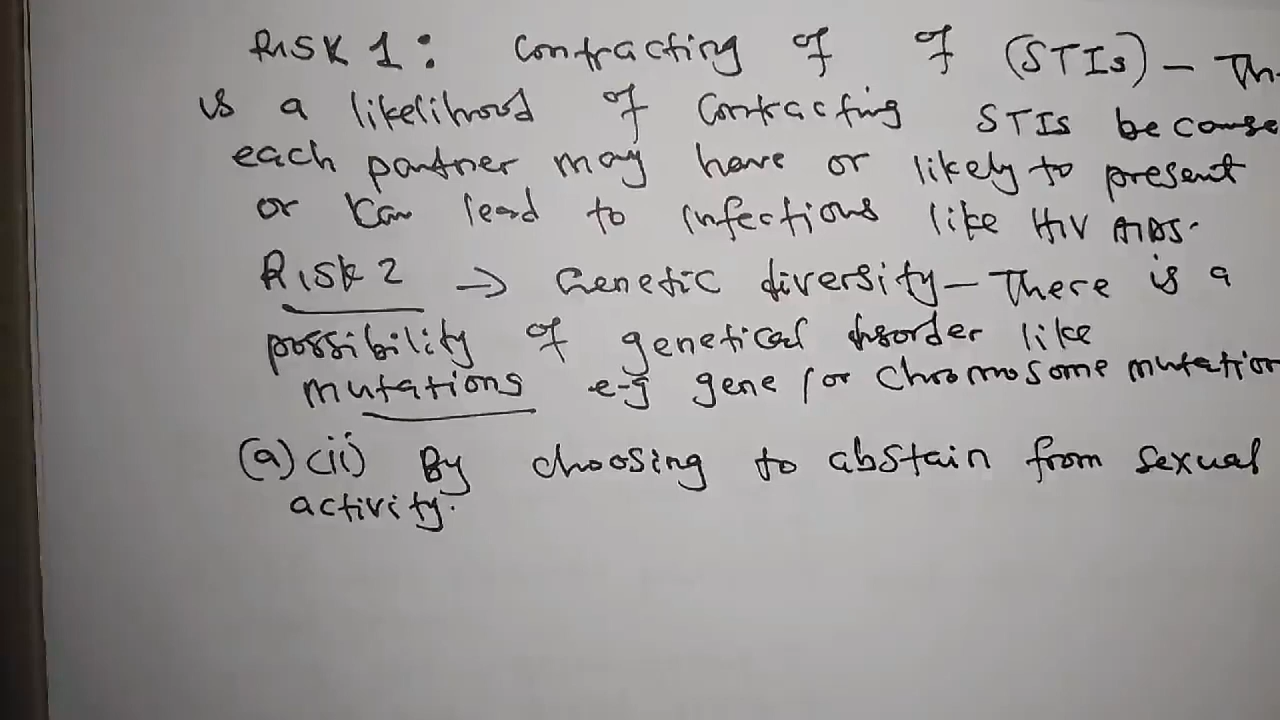 RISK 1: Contracting of of (STIs) – Th
is a likelihood of contracting STIs because
each partner may have or likely to present
or can lead to infections like HIV AIDS.
RISK 2 → Genetic diversity – There is a
possibility of genetical disorder like
mutations e-g gene / or chromosome mutation
(a) (ii) By choosing to abstain from sexual
activity.